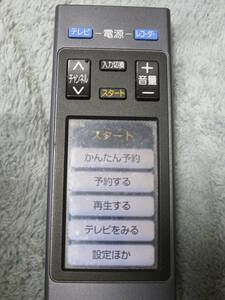 テレビ －電源－ レコーダー
入力切換
チャンネル
＋
音量
－
スタート
スタート
かんたん予約
予約する
再生する
テレビをみる
設定ほか